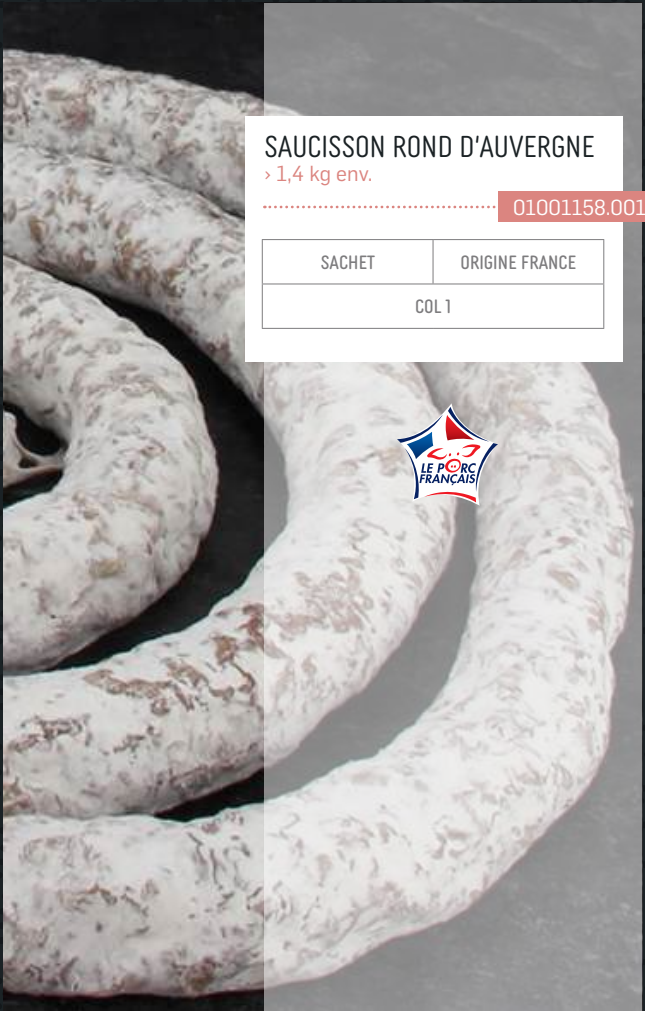 SAUCISSON ROND D'AUVERGNE
› 1,4 kg env.
01001158.001
SACHET
ORIGINE FRANCE
COL 1
LE PORC
FRANÇAIS